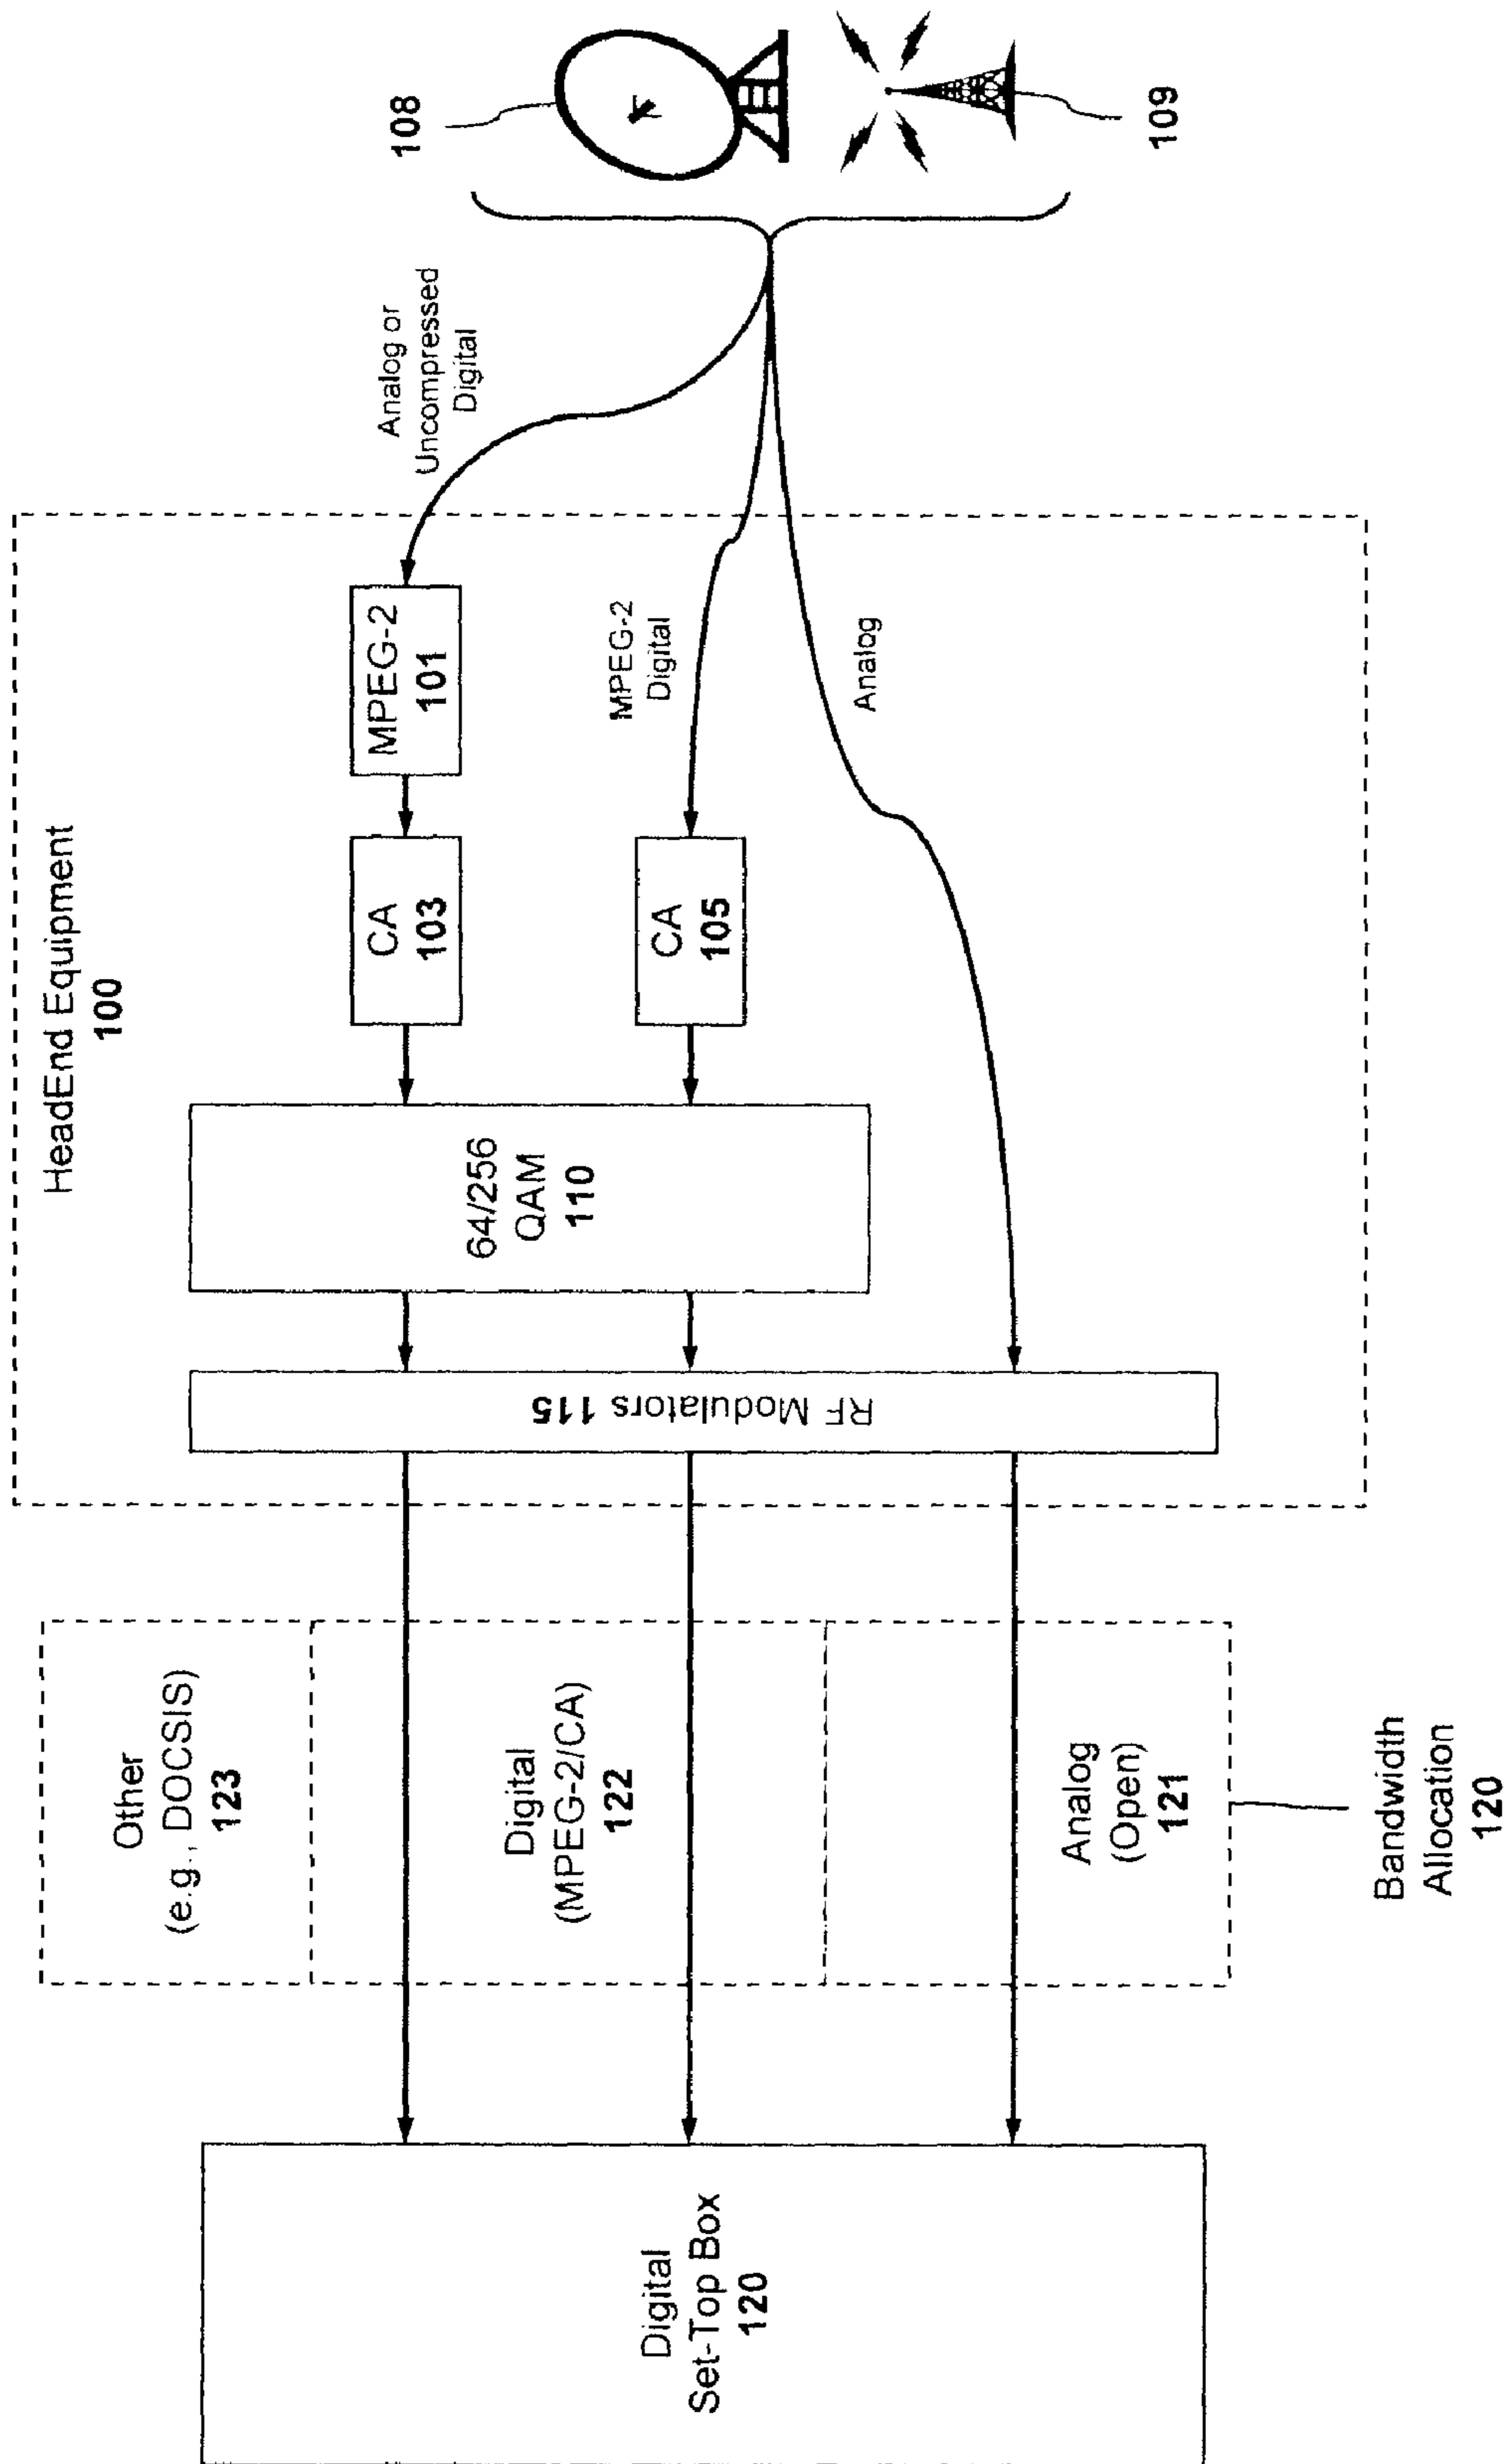 HeadEnd Equipment
100
Other
(e.g., DOCSIS)
123
Digital
(MPEG-2/CA)
122
Analog
(Open)
121
Bandwidth
Allocation
120
Digital
Set-Top Box
120
RF Modulators 115
64/256
QAM
110
CA
103
MPEG-2
101
CA
105
MPEG-2
Digital
Analog
Analog or
Uncompressed
Digital
108
109